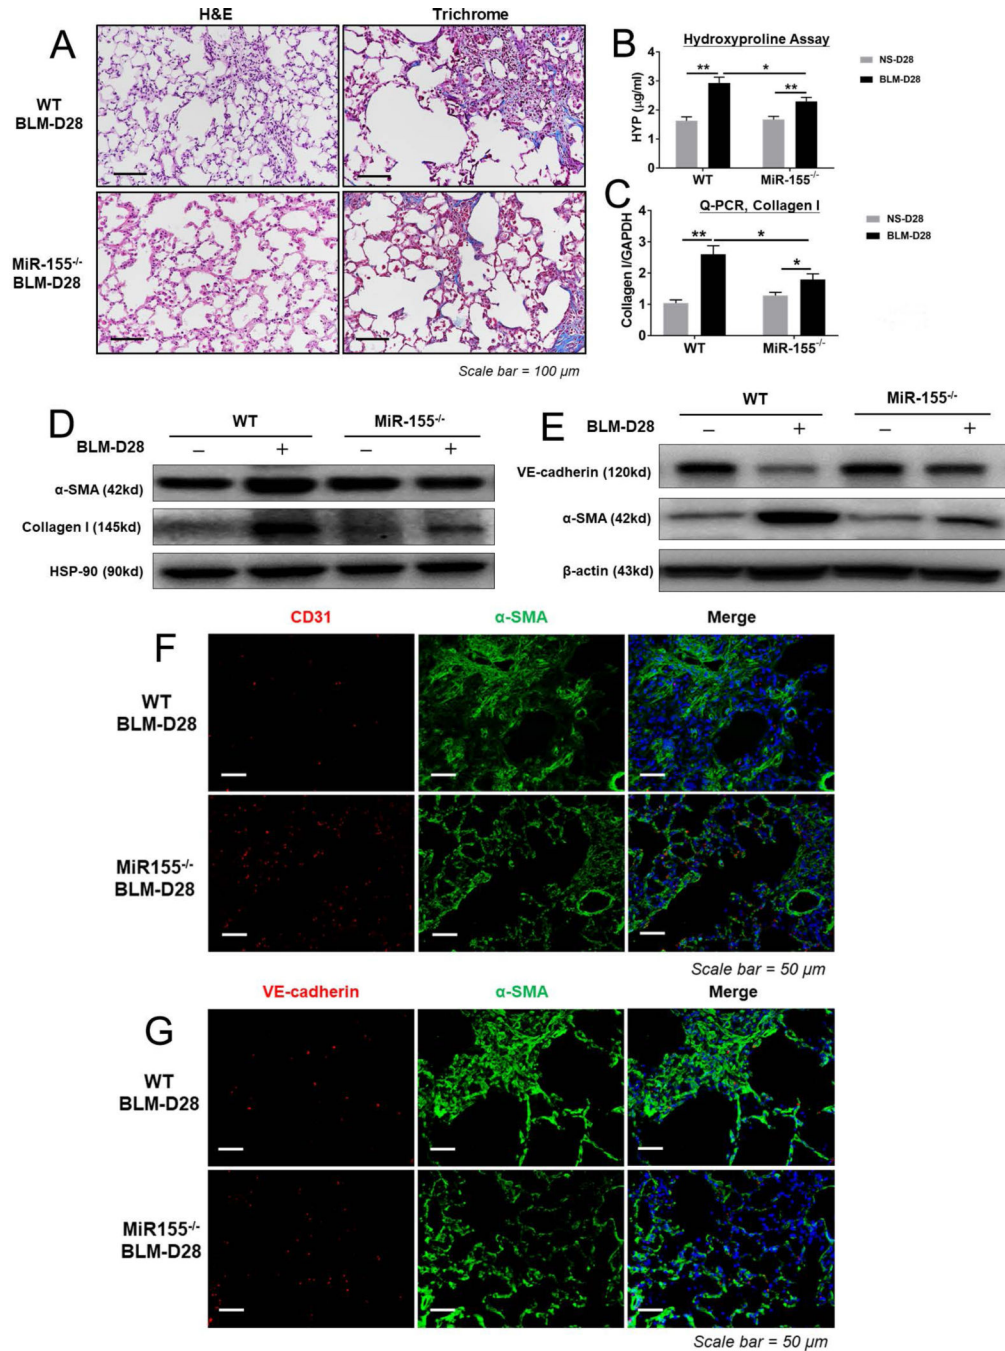 A
H&E
Trichrome
WT
BLM-D28
MiR-155-/-
BLM-D28
Scale bar = 100 µm
B
Hydroxyproline Assay
HYP (µg/ml)
4
3
2
1
0
**
*
**
WT
MiR-155-/-
NS-D28
BLM-D28
C
Q-PCR, Collagen I
Collagen I/GAPDH
4
3
2
1
0
**
*
*
WT
MiR-155-/-
NS-D28
BLM-D28
D
WT
MiR-155-/-
BLM-D28
– + – +
α-SMA (42kd)
Collagen I (145kd)
HSP-90 (90kd)
E
WT
MiR-155-/-
BLM-D28
– + – +
VE-cadherin (120kd)
α-SMA (42kd)
β-actin (43kd)
F
CD31
α-SMA
Merge
WT
BLM-D28
MiR155-/-
BLM-D28
Scale bar = 50 µm
G
VE-cadherin
α-SMA
Merge
WT
BLM-D28
MiR155-/-
BLM-D28
Scale bar = 50 µm